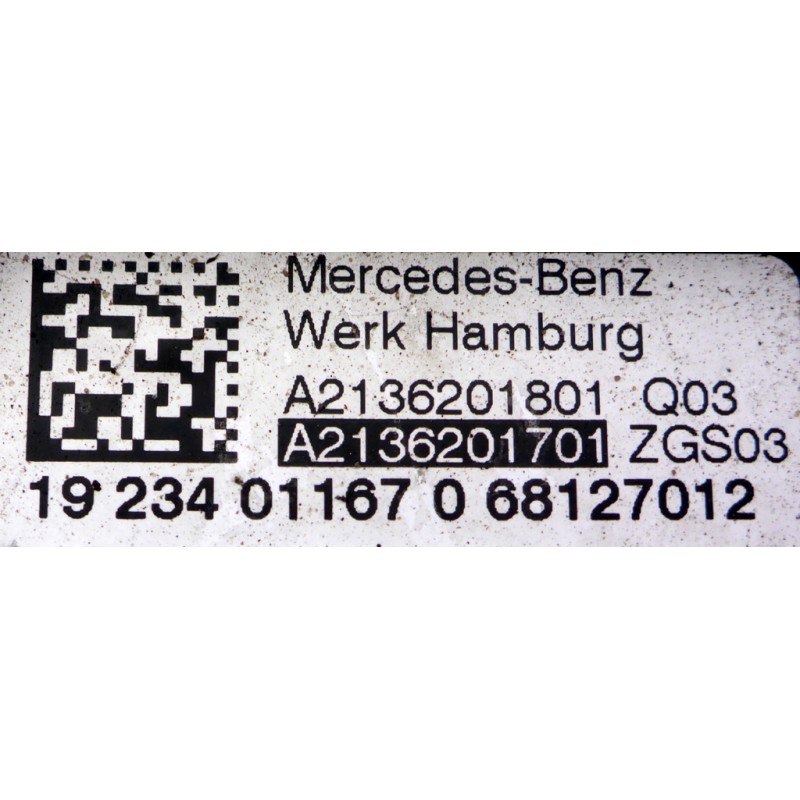 Mercedes-Benz
Werk Hamburg
A2136201801 Q03
A2136201701 ZGS03
19 234 01167 0 68127012